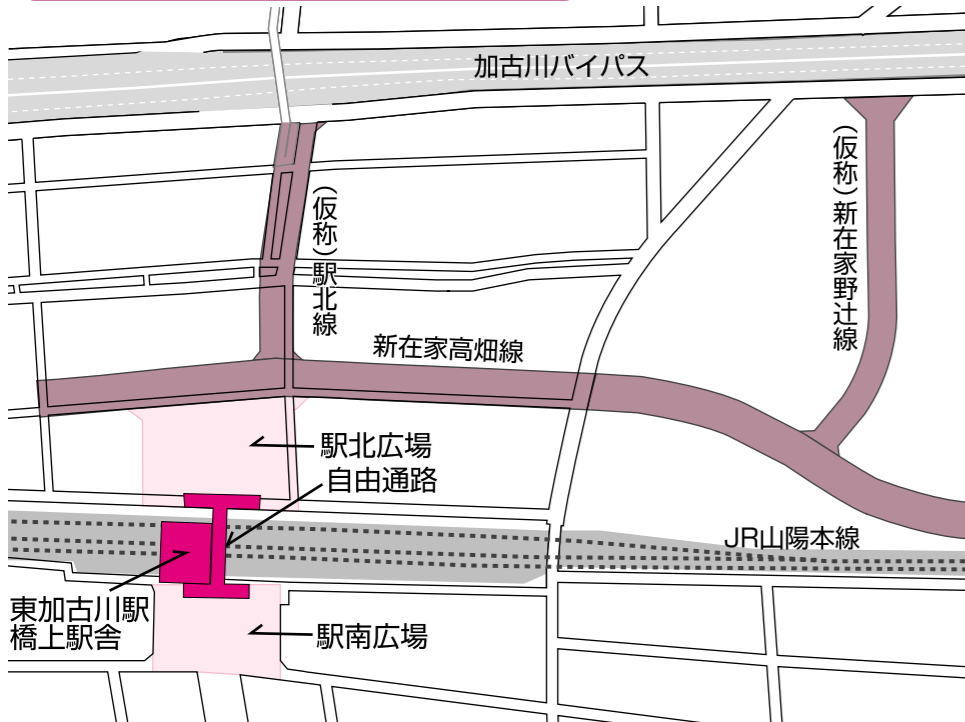 加古川バイパス
(仮称)駅北線
(仮称)新在家野辻線
新在家高畑線
駅北広場
自由通路
JR山陽本線
東加古川駅
橋上駅舎
駅南広場